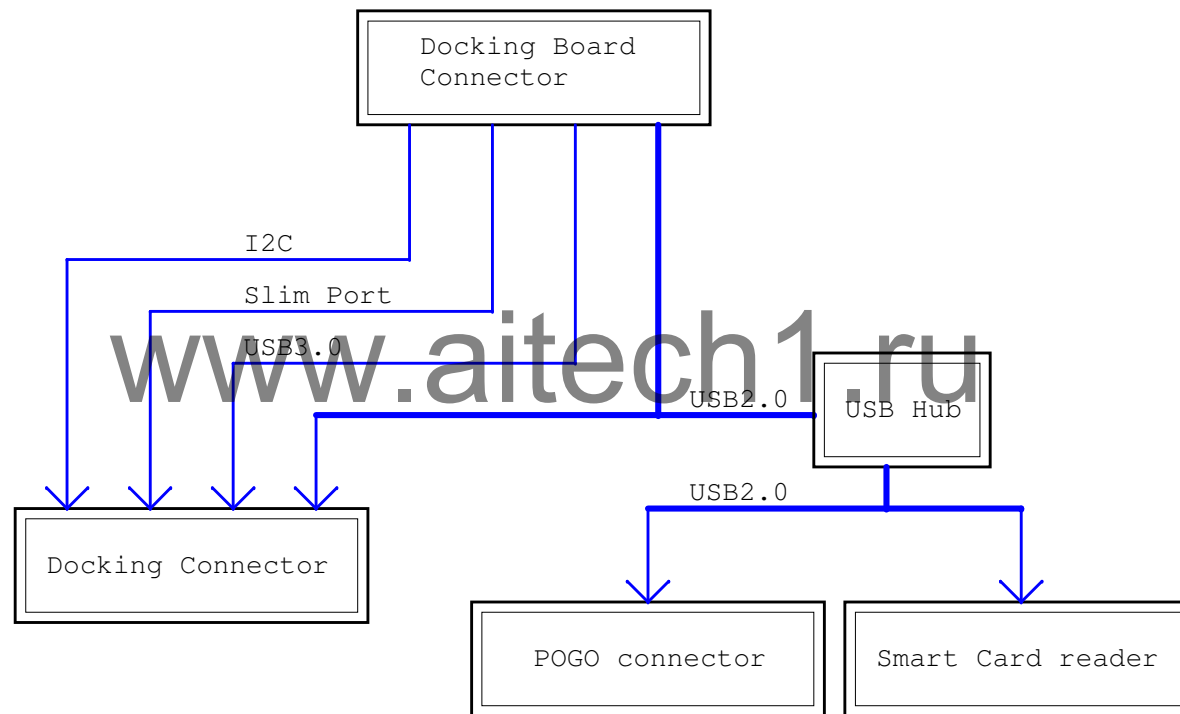 Docking Board
Connector
I2C
Slim Port
USB3.0
www.aitech1.ru
USB2.0
USB Hub
USB2.0
Docking Connector
POGO connector
Smart Card reader